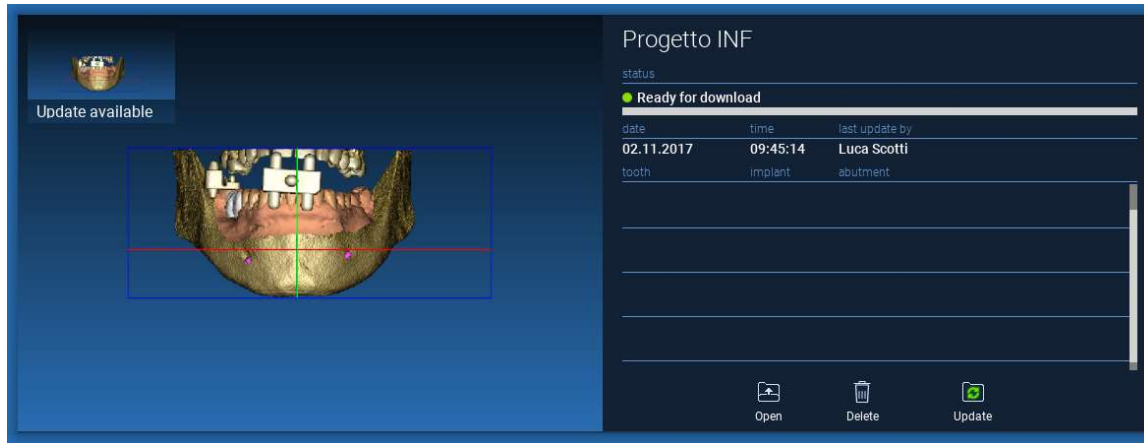 Update available
Progetto INF
status
Ready for download
date time last update by
02.11.2017 09:45:14 Luca Scotti
tooth implant abutment
Open Delete Update